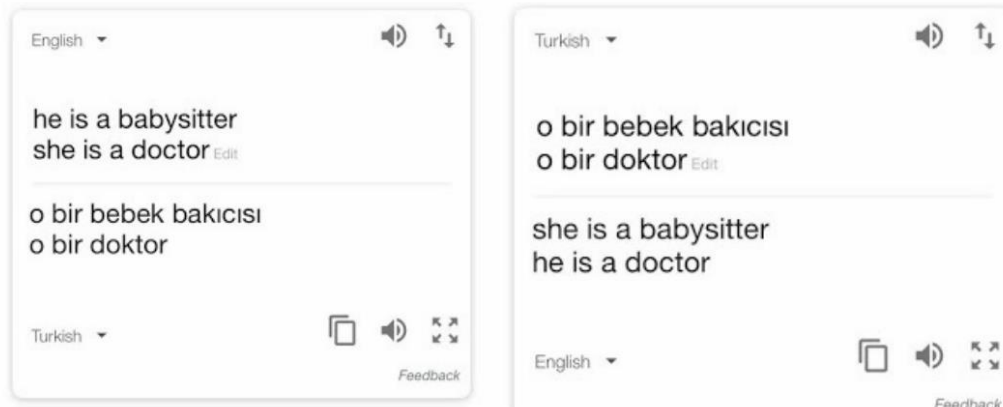 English
he is a babysitter
she is a doctor Edit
o bir bebek bakıcısı
o bir doktor
Turkish
Feedback
Turkish
o bir bebek bakıcısı
o bir doktor Edit
she is a babysitter
he is a doctor
English
Feedback